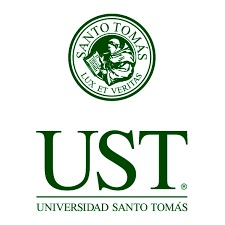 SANTO TOMÁS
LUX ET VERITAS
UST®
UNIVERSIDAD SANTO TOMÁS